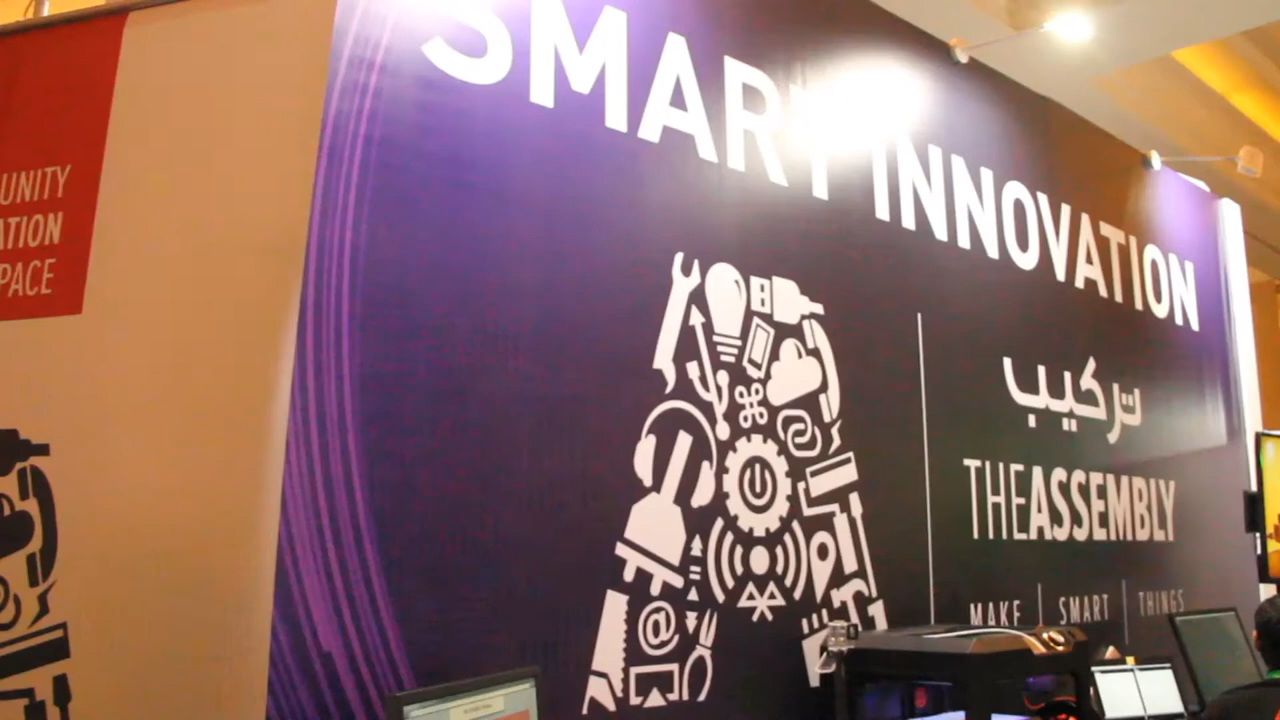 UNITY
ATION
PACE
SMART INNOVATION
تركيب
THEASSEMBLY
MAKE | SMART | THINGS
@